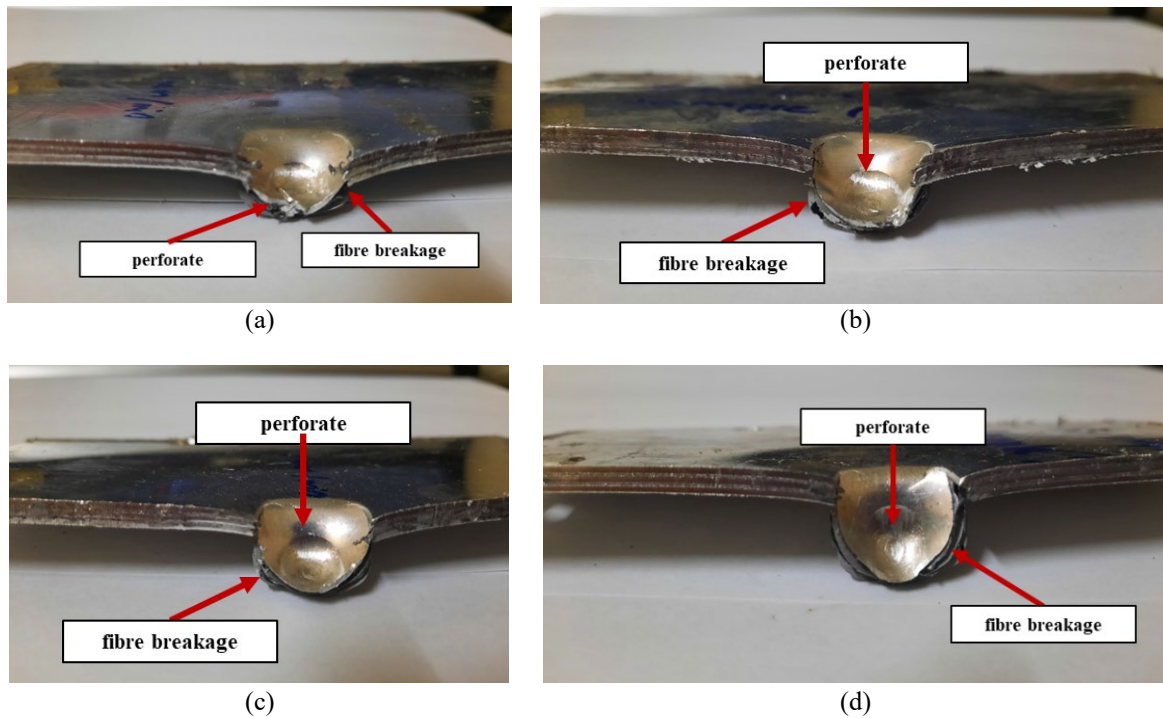 perforate
fibre breakage
(a)
perforate
fibre breakage
(b)
perforate
fibre breakage
(c)
perforate
fibre breakage
(d)